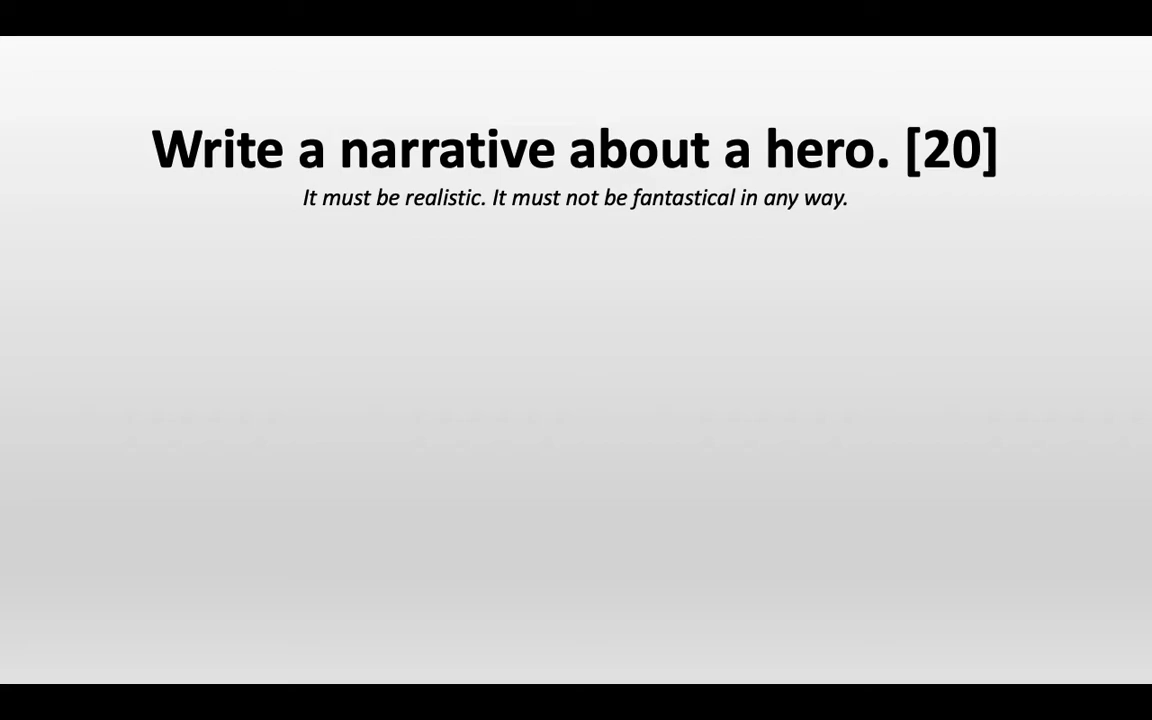 Write a narrative about a hero. [20]
It must be realistic. It must not be fantastical in any way.